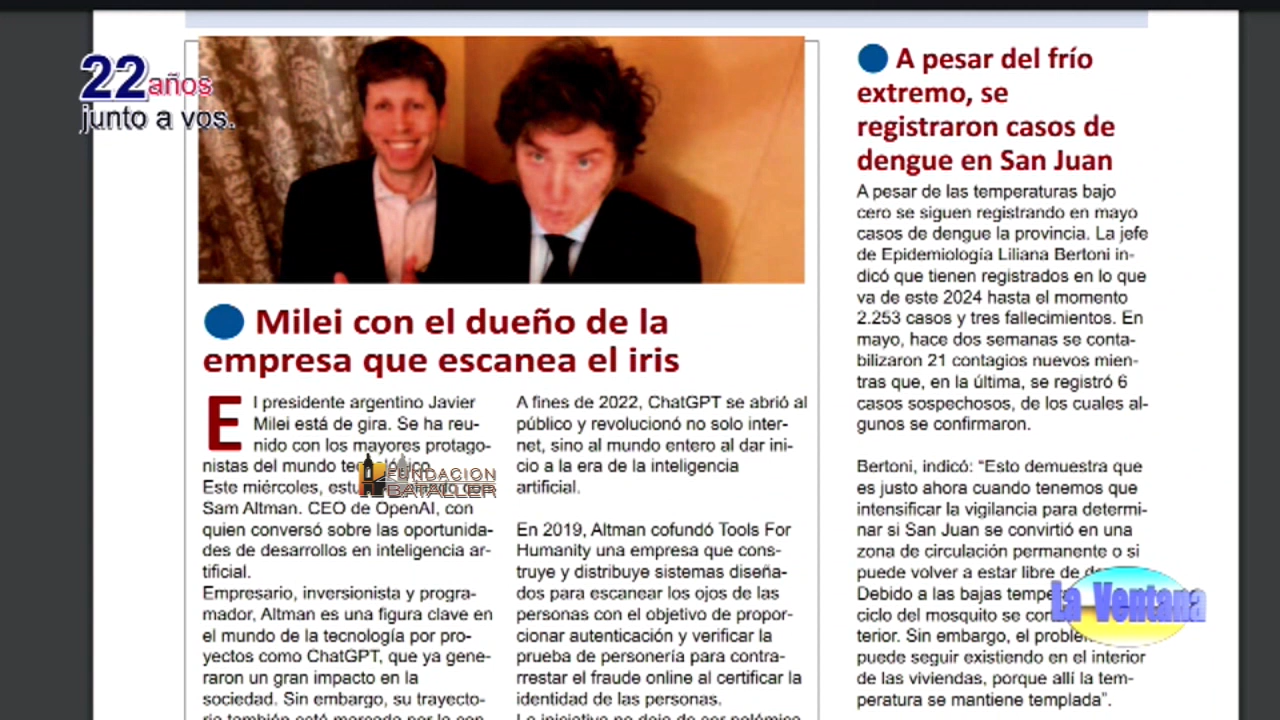 22 años
junto a vos.
Milei con el dueño de la
empresa que escanea el iris
El presidente argentino Javier
Milei está de gira. Se ha reu-
nido con los mayores protago-
nistas del mundo
Este miércoles,
Sam Altman. CEO de OpenAI, con
quien conversó sobre las oportunida-
des de desarrollos en inteligencia ar-
tificial.
Empresario, inversionista y progra-
mador, Altman es una figura clave en
el mundo de la tecnología por pro-
yectos como ChatGPT, que ya gene-
raron un gran impacto en la
sociedad. Sin embargo, su trayecto-
A fines de 2022, ChatGPT se abrió al
público y revolucionó no solo inter-
net, sino al mundo entero al dar ini-
cio a la era de la inteligencia
artificial.
En 2019, Altman cofundó Tools For
Humanity una empresa que cons-
truye y distribuye sistemas diseña-
dos para escanear los ojos de las
personas con el objetivo de propor-
cionar autenticación y verificar la
prueba de personería para contra-
rrestar el fraude online al certificar la
identidad de las personas.
La iniciativa no deja de ser polémica
FUNDACION
BATALLER
A pesar del frío
extremo, se
registraron casos de
dengue en San Juan
A pesar de las temperaturas bajo
cero se siguen registrando en mayo
casos de dengue la provincia. La jefe
de Epidemiología Liliana Bertoni in-
dicó que tienen registrados en lo que
va de este 2024 hasta el momento
2.253 casos y tres fallecimientos. En
mayo, hace dos semanas se conta-
bilizaron 21 contagios nuevos mien-
tras que, en la última, se registró 6
casos sospechosos, de los cuales al-
gunos se confirmaron.
Bertoni, indicó: “Esto demuestra que
es justo ahora cuando tenemos que
intensificar la vigilancia para determi-
nar si San Juan se convirtió en una
zona de circulación permanente o si
puede volver a estar libre de
Debido a las bajas
ciclo del mosquito se
terior. Sin embargo, el
puede seguir existiendo en el interior
de las viviendas, porque allí la tem-
peratura se mantiene templada”.
La Ventana